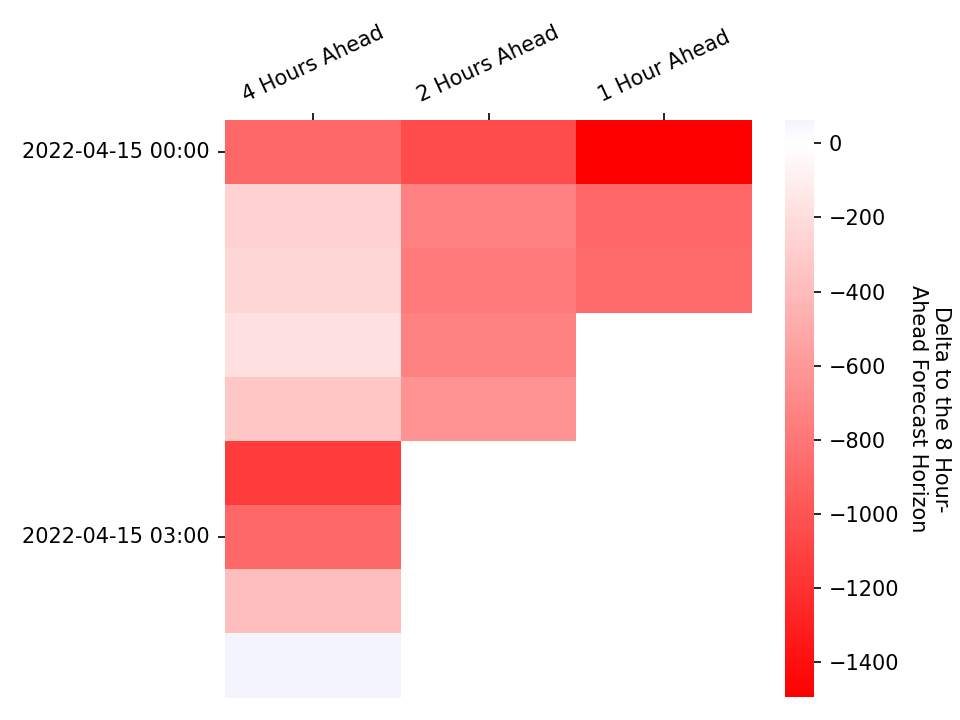 4 Hours Ahead
2 Hours Ahead
1 Hour Ahead
2022-04-15 00:00
2022-04-15 03:00
0
−200
−400
−600
−800
−1000
−1200
−1400
Delta to the 8 Hour-
Ahead Forecast Horizon